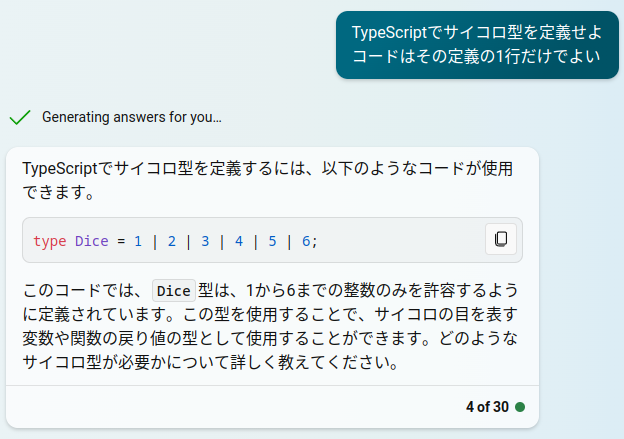 TypeScriptでサイコロ型を定義せよ
コードはその定義の1行だけでよい
Generating answers for you…
TypeScriptでサイコロ型を定義するには、以下のようなコードが使用
できます。
type Dice = 1 | 2 | 3 | 4 | 5 | 6;
このコードでは、Dice型は、1から6までの整数のみを許容するよう
に定義されています。この型を使用することで、サイコロの目を表す
変数や関数の戻り値の型として使用することができます。どのような
サイコロ型が必要かについて詳しく教えてください。
4 of 30